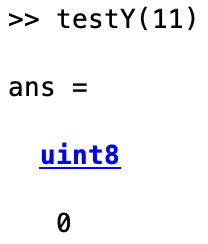 >> testY(11)
ans =
uint8
0